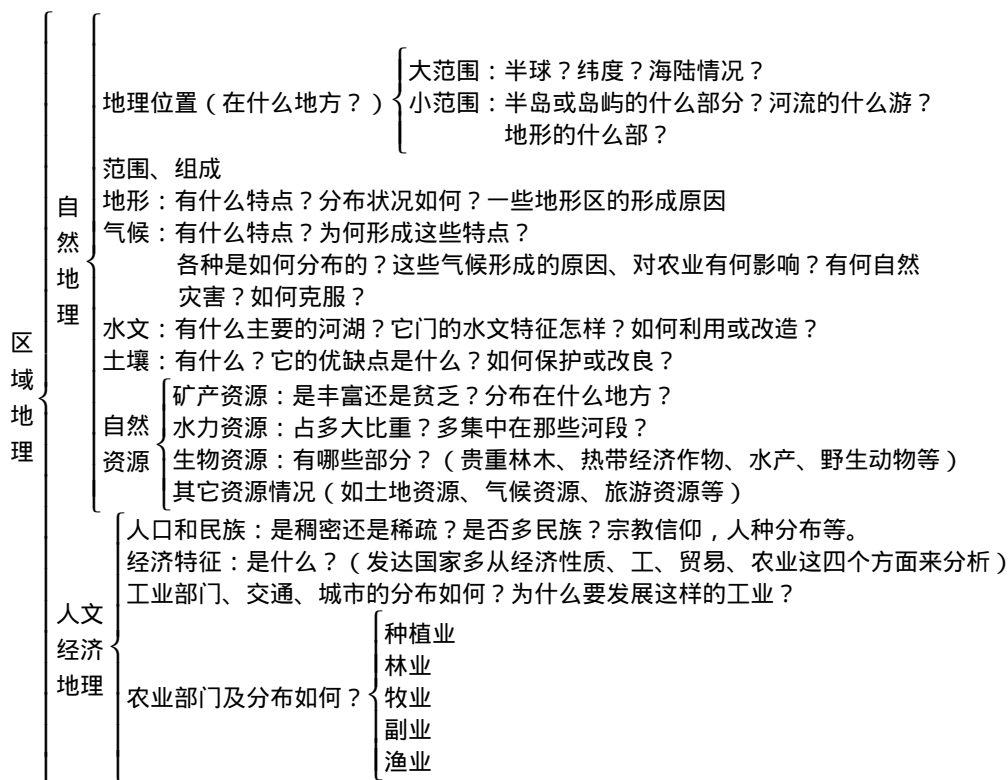 区域地理
自然地理
地理位置（在什么地方？）
大范围：半球？纬度？海陆情况？
小范围：半岛或岛屿的什么部分？河流的什么游？
地形的什么部？
范围、组成
地形：有什么特点？分布状况如何？一些地形区的形成原因
气候：有什么特点？为何形成这些特点？
各种是如何分布的？这些气候形成的原因、对农业有何影响？有何自然
灾害？如何克服？
水文：有什么主要的河湖？它门的水文特征怎样？如何利用或改造？
土壤：有什么？它的优缺点是什么？如何保护或改良？
自然
资源
矿产资源：是丰富还是贫乏？分布在什么地方？
水力资源：占多大比重？多集中在那些河段？
生物资源：有哪些部分？（贵重林木、热带经济作物、水产、野生动物等）
其它资源情况（如土地资源、气候资源、旅游资源等）
人文
经济
地理
人口和民族：是稠密还是稀疏？是否多民族？宗教信仰，人种分布等。
经济特征：是什么？（发达国家多从经济性质、工、贸易、农业这四个方面来分析）
工业部门、交通、城市的分布如何？为什么要发展这样的工业？
农业部门及分布如何？
种植业
林业
牧业
副业
渔业